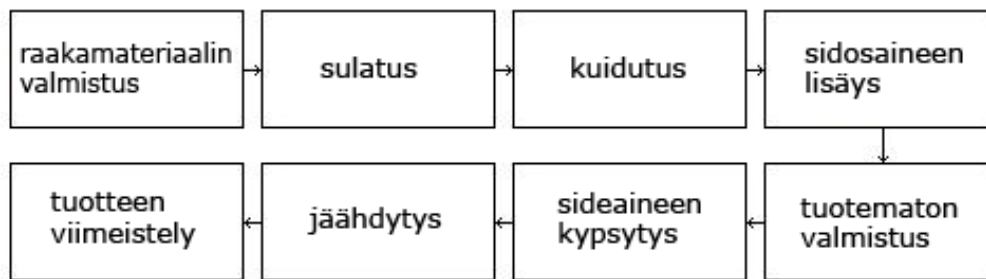 raakamateriaalin
valmistus
sulatus
kuidutus
sidosaineen
lisäys
tuotematon
valmistus
sideaineen
kypsytys
jäähdytys
tuotteen
viimeistely